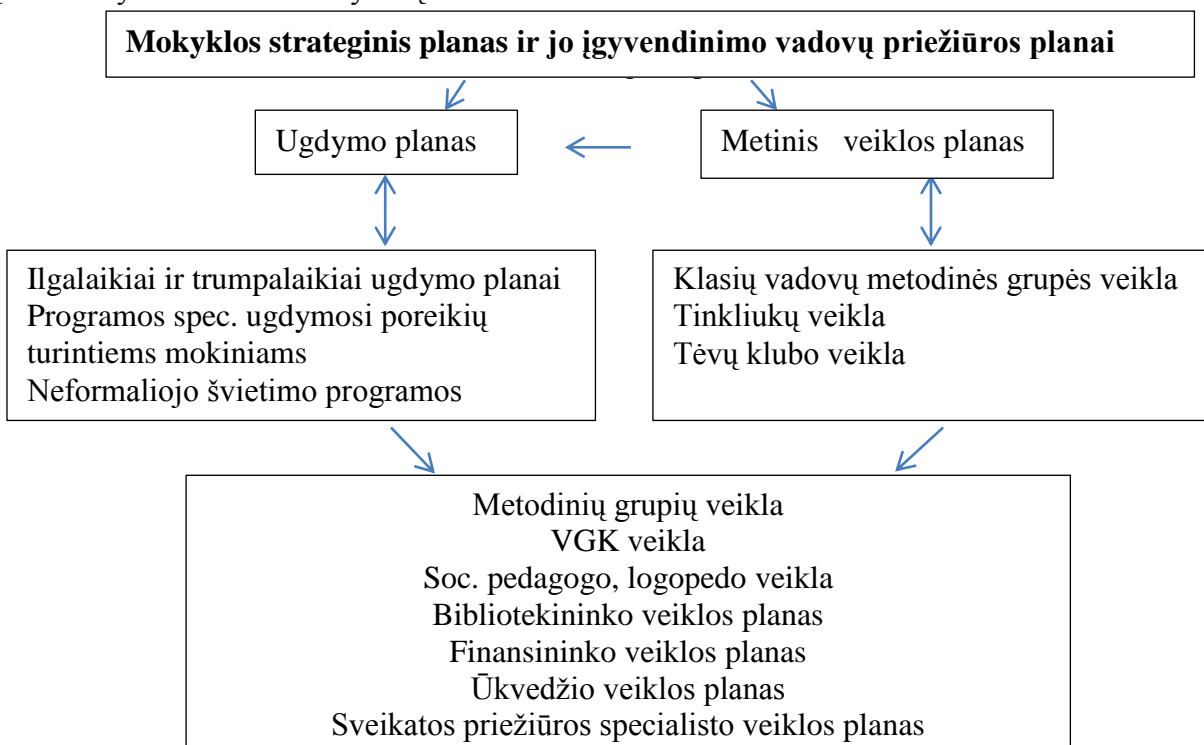 Mokyklos strateginis planas ir jo įgyvendinimo vadovų priežiūros planai
Ugdymo planas
Metinis veiklos planas
Ilgalaikiai ir trumpalaikiai ugdymo planai
Programos spec. ugdymosi poreikių
turintiems mokiniams
Neformaliojo švietimo programos
Klasių vadovų metodinės grupės veikla
Tinkliukų veikla
Tėvų klubo veikla
Metodinių grupių veikla
VGK veikla
Soc. pedagogo, logopedo veikla
Bibliotekininko veiklos planas
Finansininko veiklos planas
Ūkvedžio veiklos planas
Sveikatos priežiūros specialisto veiklos planas